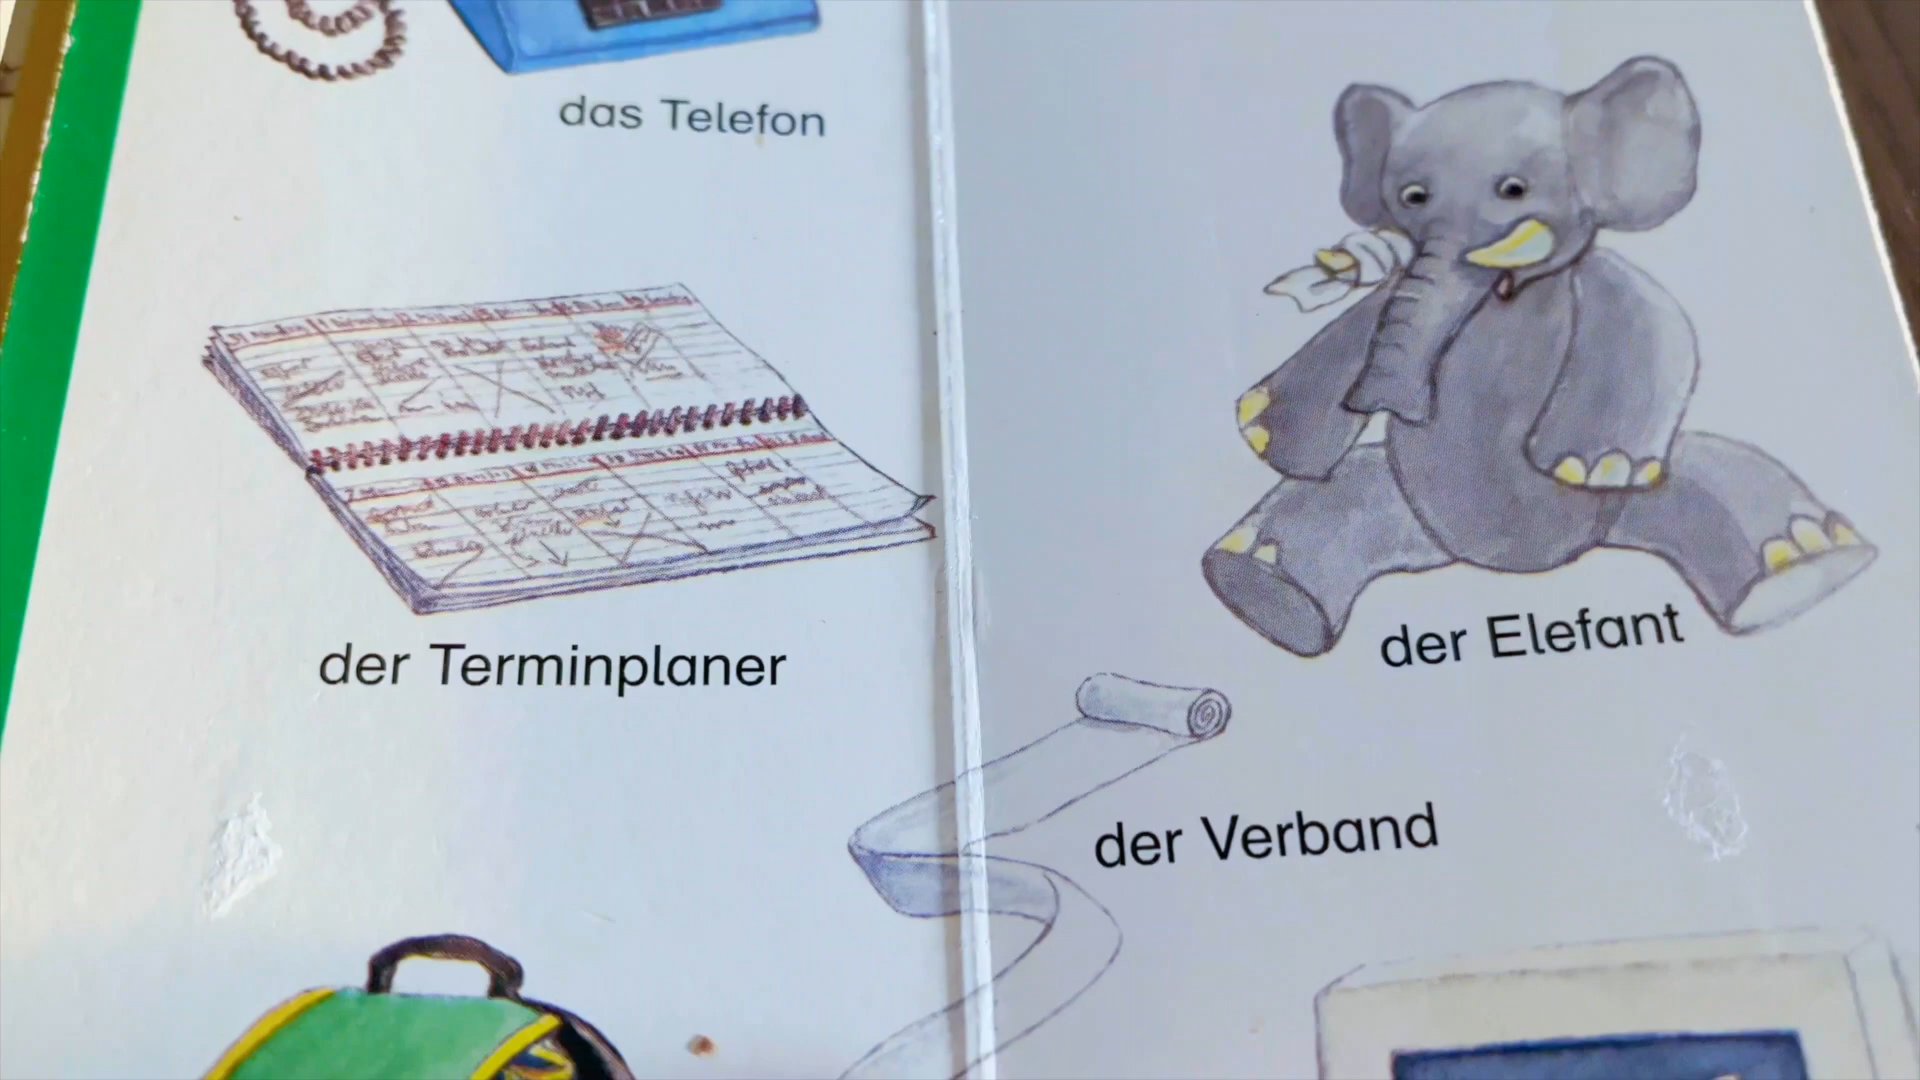 das Telefon
der Terminplaner
der Elefant
der Verband